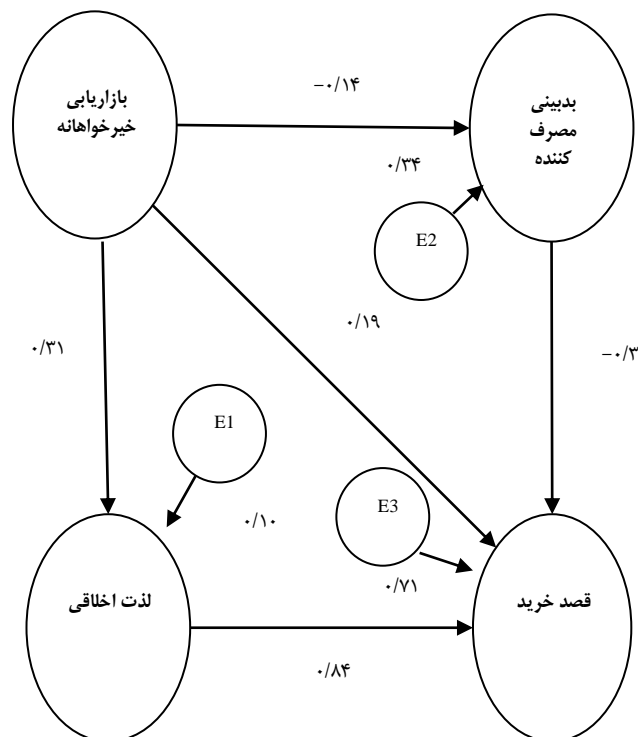 بازاریابی
خیرخواهانه
بدبینی
مصرف
کننده
−۰/۱۴
۰/۳۴
E2
۰/۱۹
۰/۳۱
−۰/۳
E1
۰/۱۰
E3
۰/۷۱
لذت اخلاقی
قصد خرید
۰/۸۴